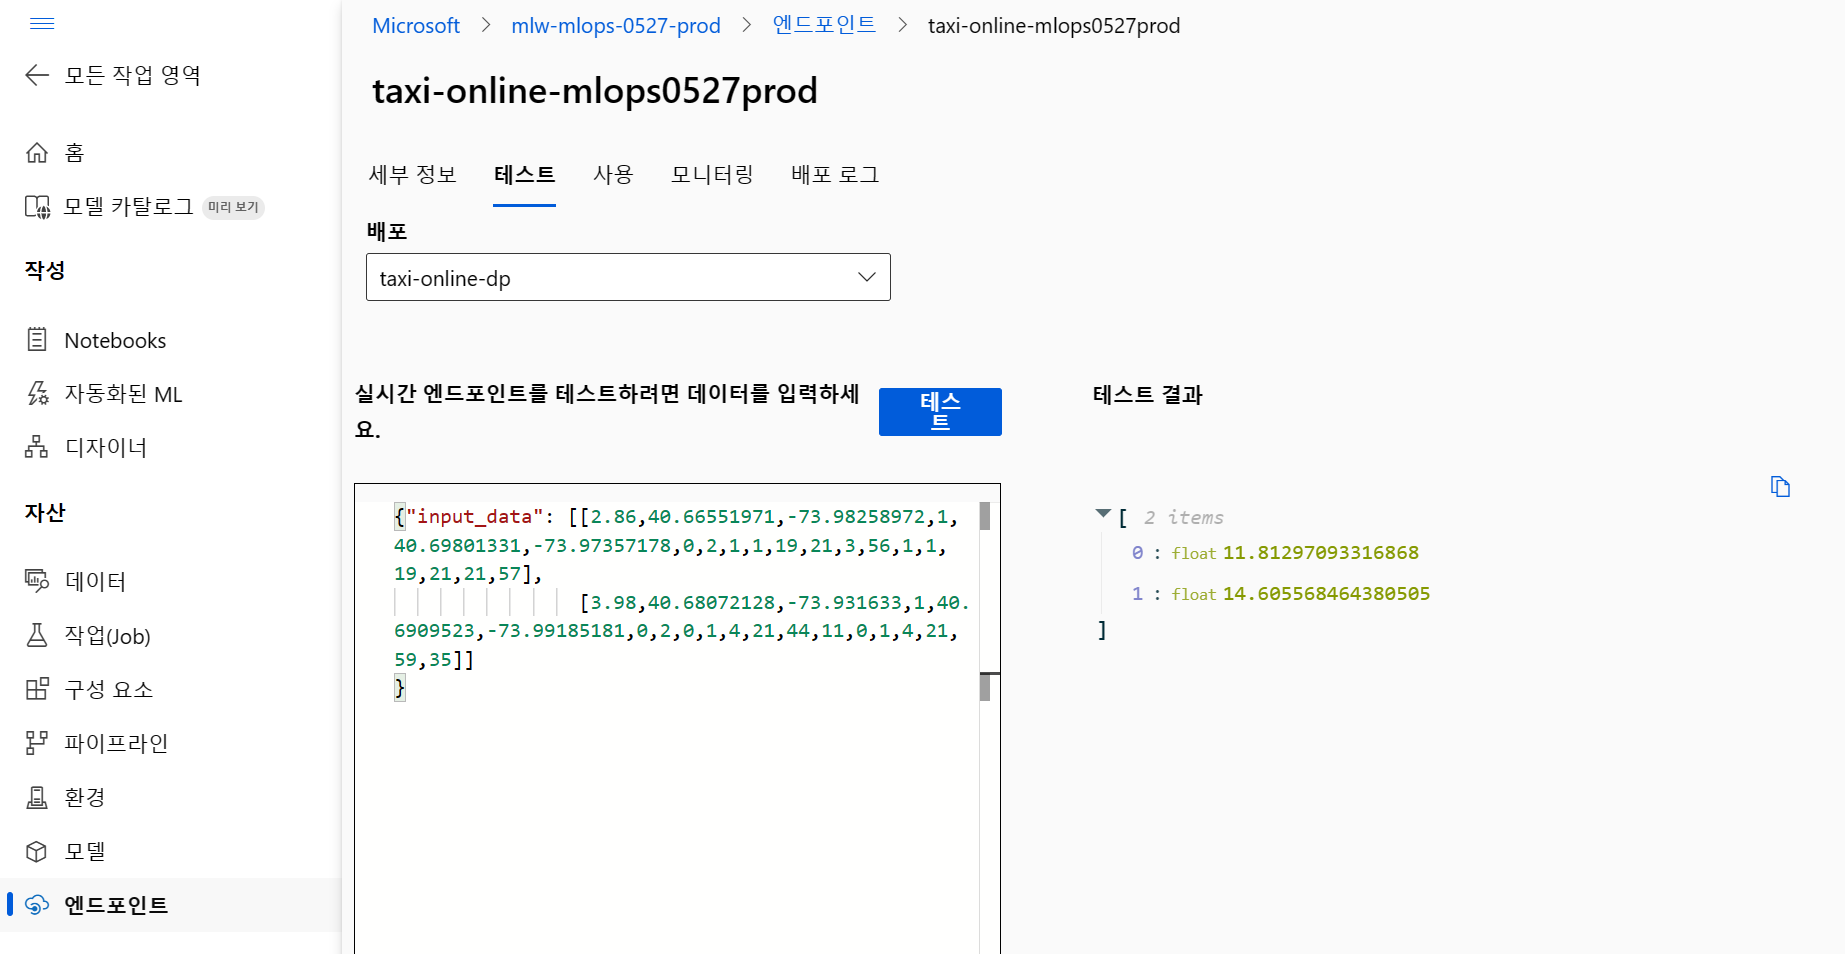 Microsoft > mlw-mlops-0527-prod > 엔드포인트 > taxi-online-mlops0527prod
모든 작업 영역
홈
모델 카탈로그 미리 보기
작성
Notebooks
자동화된 ML
디자이너
자산
데이터
작업(Job)
구성 요소
파이프라인
환경
모델
엔드포인트
taxi-online-mlops0527prod
세부 정보 테스트 사용 모니터링 배포 로그
배포
taxi-online-dp
실시간 엔드포인트를 테스트하려면 데이터를 입력하세
요.
테스
트
{"input_data": [[2.86,40.66551971,-73.98258972,1,
40.69801331,-73.97357178,0,2,1,1,19,21,3,56,1,1,
19,21,21,57],
[3.98,40.68072128,-73.931633,1,40.
6909523,-73.99185181,0,2,0,1,4,21,44,11,0,1,4,21,
59,35]]
}
테스트 결과
[ 2 items
0 : float 11.81297093316868
1 : float 14.605568464380505
]